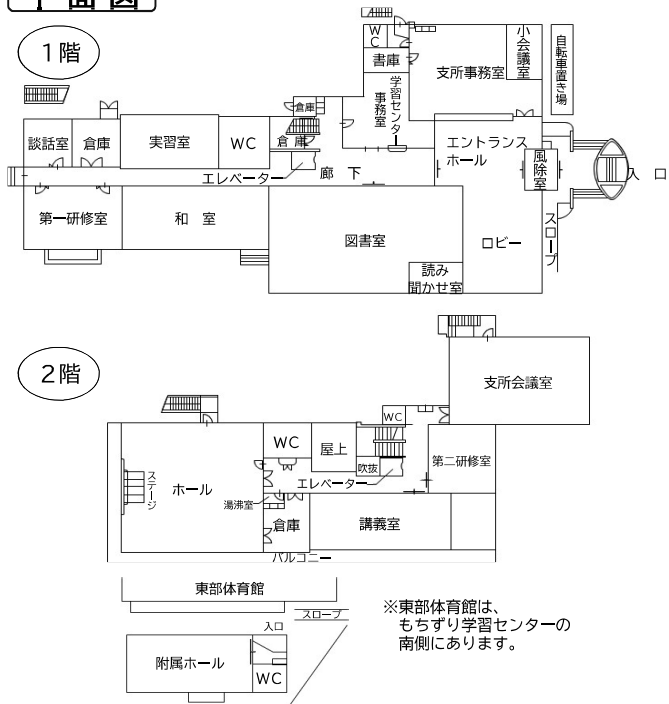 平面図
1階
WC
書庫
小会議室
支所事務室
自転車置き場
学習センター
事務室
倉庫
談話室
倉庫
実習室
WC
倉庫
エントランス
ホール
風除室
入口
エレベーター
廊下
スロープ
第一研修室
和室
図書室
ロビー
読み
聞かせ室
2階
支所会議室
WC
WC
屋上
吹抜
第二研修室
ステージ
ホール
エレベーター
湯沸室
倉庫
講義室
バルコニー
東部体育館
スロープ
入口
附属ホール
WC
※東部体育館は、
もちずり学習センターの
南側にあります。